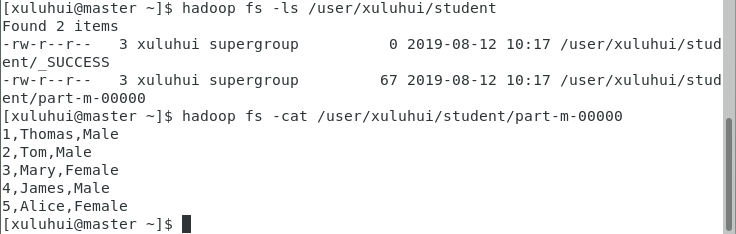 [xuluhui@master ~]$ hadoop fs -ls /user/xuluhui/student
Found 2 items
-rw-r--r--   3 xuluhui supergroup          0 2019-08-12 10:17 /user/xuluhui/stud
ent/_SUCCESS
-rw-r--r--   3 xuluhui supergroup         67 2019-08-12 10:17 /user/xuluhui/stud
ent/part-m-00000
[xuluhui@master ~]$ hadoop fs -cat /user/xuluhui/student/part-m-00000
1,Thomas,Male
2,Tom,Male
3,Mary,Female
4,James,Male
5,Alice,Female
[xuluhui@master ~]$